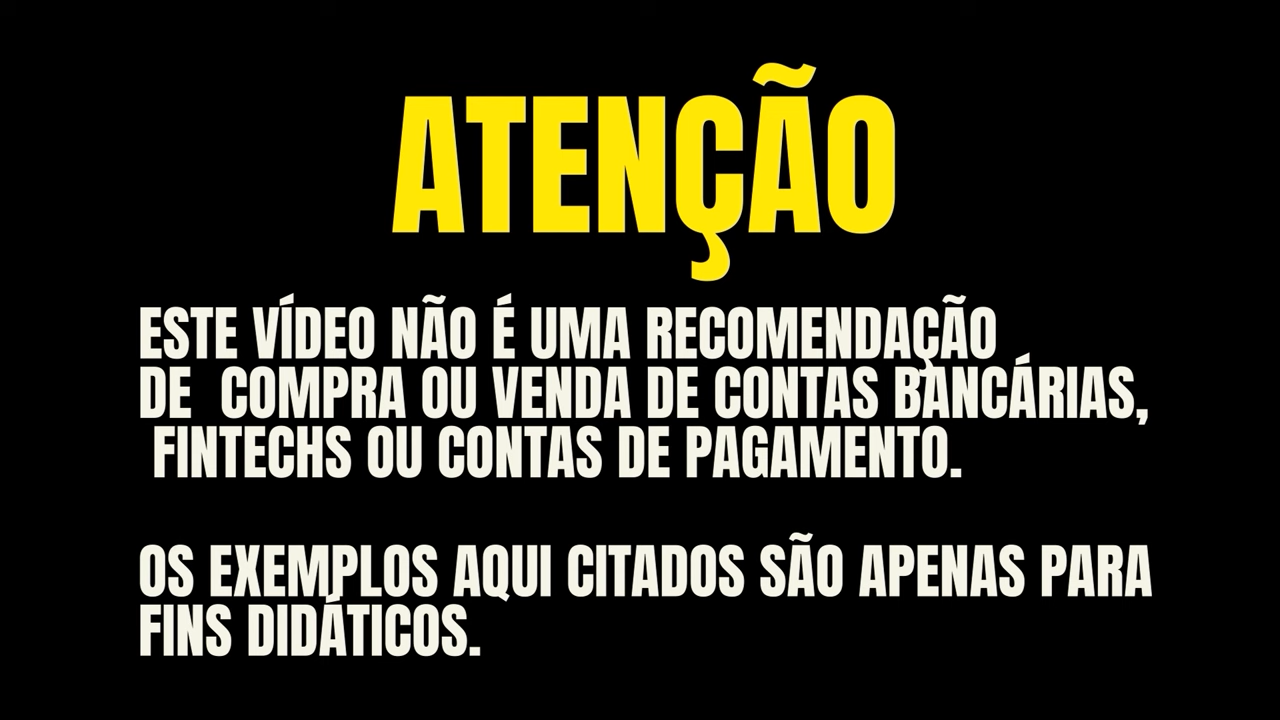 ATENÇÃO
ESTE VÍDEO NÃO É UMA RECOMENDAÇÃO
DE COMPRA OU VENDA DE CONTAS BANCÁRIAS,
FINTECHS OU CONTAS DE PAGAMENTO.
OS EXEMPLOS AQUI CITADOS SÃO APENAS PARA
FINS DIDÁTICOS.